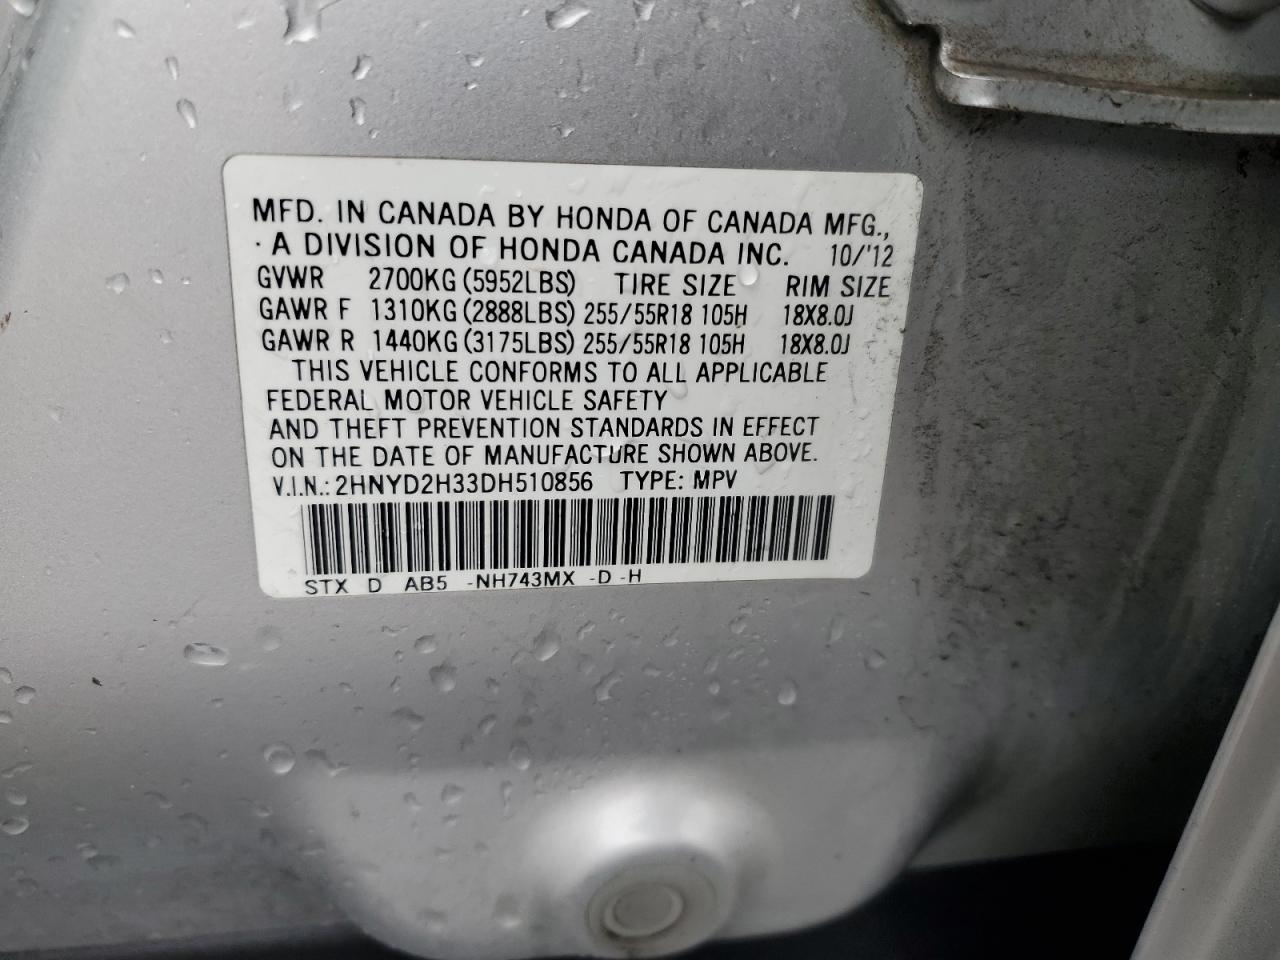 MFD. IN CANADA BY HONDA OF CANADA MFG.,
A DIVISION OF HONDA CANADA INC. 10/'12
GVWR 2700KG (5952LBS) TIRE SIZE RIM SIZE
GAWR F 1310KG (2888LBS) 255/55R18 105H 18X8.0J
GAWR R 1440KG (3175LBS) 255/55R18 105H 18X8.0J
THIS VEHICLE CONFORMS TO ALL APPLICABLE
FEDERAL MOTOR VEHICLE SAFETY
AND THEFT PREVENTION STANDARDS IN EFFECT
ON THE DATE OF MANUFACTURE SHOWN ABOVE.
V.I.N.: 2HNYD2H33DH510856 TYPE: MPV
STX D AB5 -NH743MX -D -H